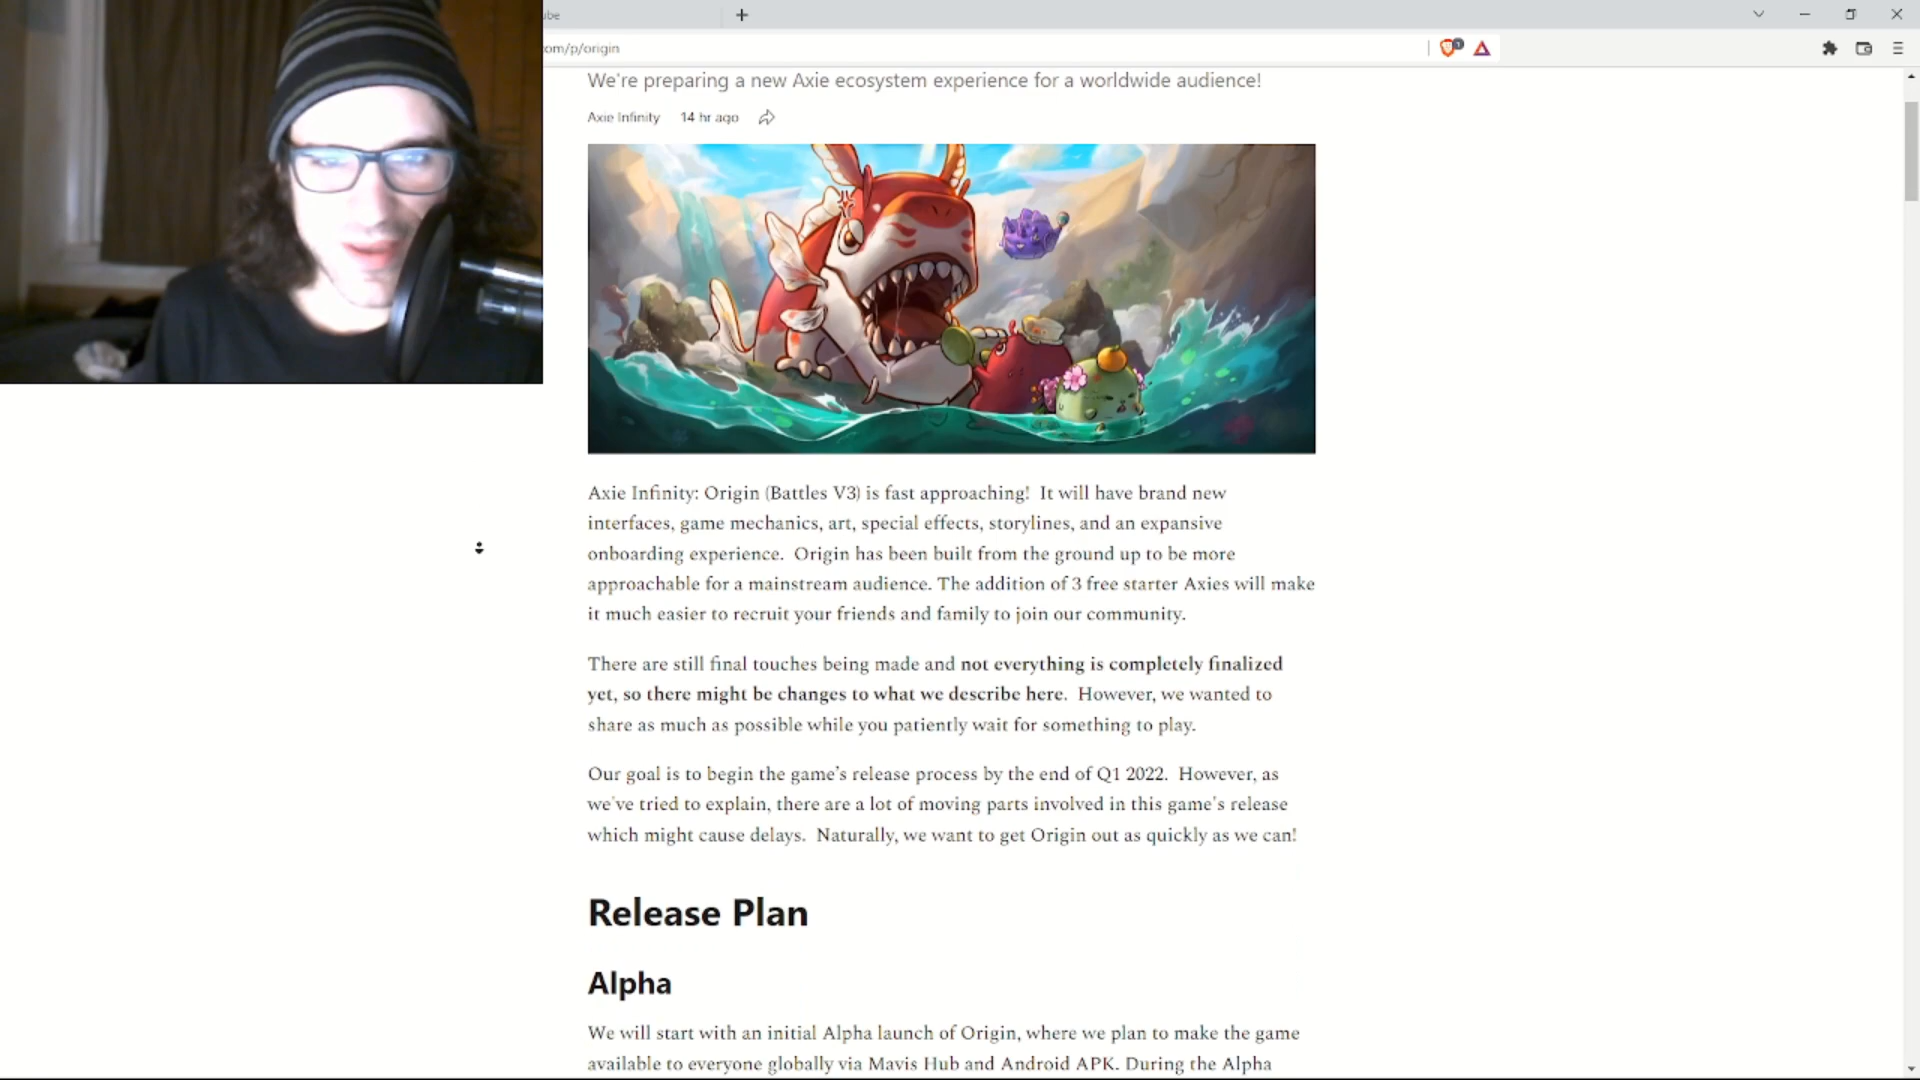 ube
om/p/origin
1
We're preparing a new Axie ecosystem experience for a worldwide audience!
Axie Infinity 14 hr ago
Axie Infinity: Origin (Battles V3) is fast approaching! It will have brand new
interfaces, game mechanics, art, special effects, storylines, and an expansive
onboarding experience. Origin has been built from the ground up to be more
approachable for a mainstream audience. The addition of 3 free starter Axies will make
it much easier to recruit your friends and family to join our community.
There are still final touches being made and not everything is completely finalized
yet, so there might be changes to what we describe here. However, we wanted to
share as much as possible while you patiently wait for something to play.
Our goal is to begin the game's release process by the end of Q1 2022. However, as
we've tried to explain, there are a lot of moving parts involved in this game's release
which might cause delays. Naturally, we want to get Origin out as quickly as we can!
Release Plan
Alpha
We will start with an initial Alpha launch of Origin, where we plan to make the game
available to everyone globally via Mavis Hub and Android APK. During the Alpha